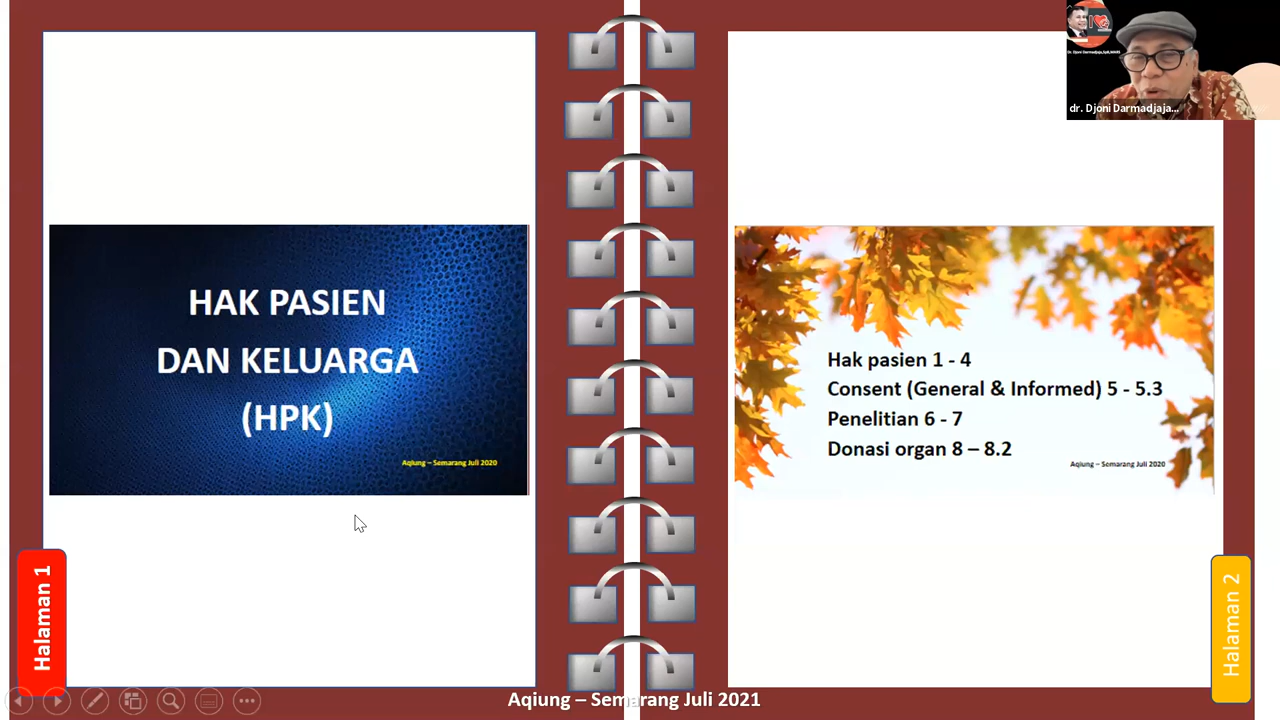 HAK PASIEN
DAN KELUARGA
(HPK)
Aqiung – Semarang Juli 2020
Halaman 1
Hak pasien 1 - 4
Consent (General & Informed) 5 - 5.3
Penelitian 6 - 7
Donasi organ 8 – 8.2
Aqiung – Semarang Juli 2020
Halaman 2
Aqiung – Semarang Juli 2021
dr. Djoni Darmadjaja...